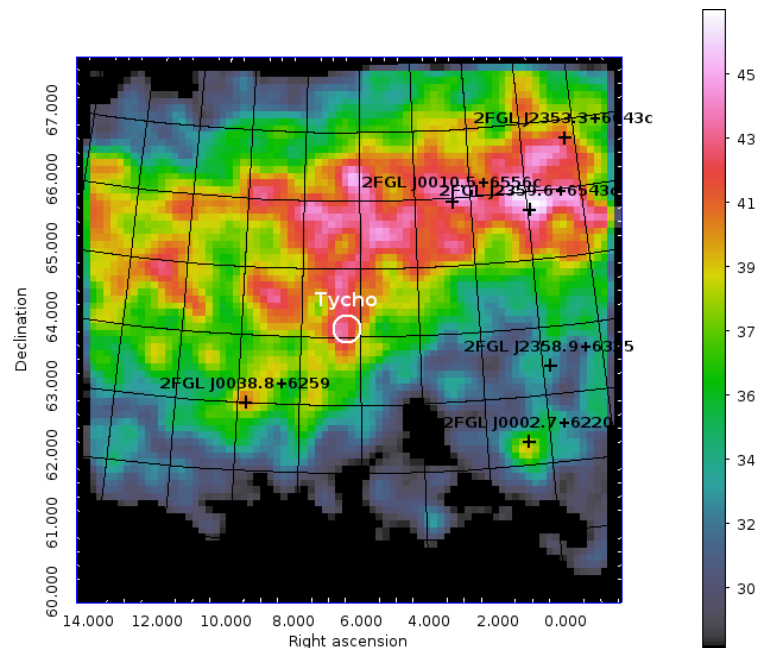 2FGL J2353.3+6643c
2FGL J0010.5+6556c
2FGL J2359.6+6543c
Tycho
2FGL J2358.9+6325
2FGL J0038.8+6259
2FGL J0002.7+6220
67.000
66.000
65.000
64.000
63.000
62.000
61.000
60.000
Declination
14.000 12.000 10.000 8.000 6.000 4.000 2.000 0.000
Right ascension
45
43
41
39
37
36
34
32
30